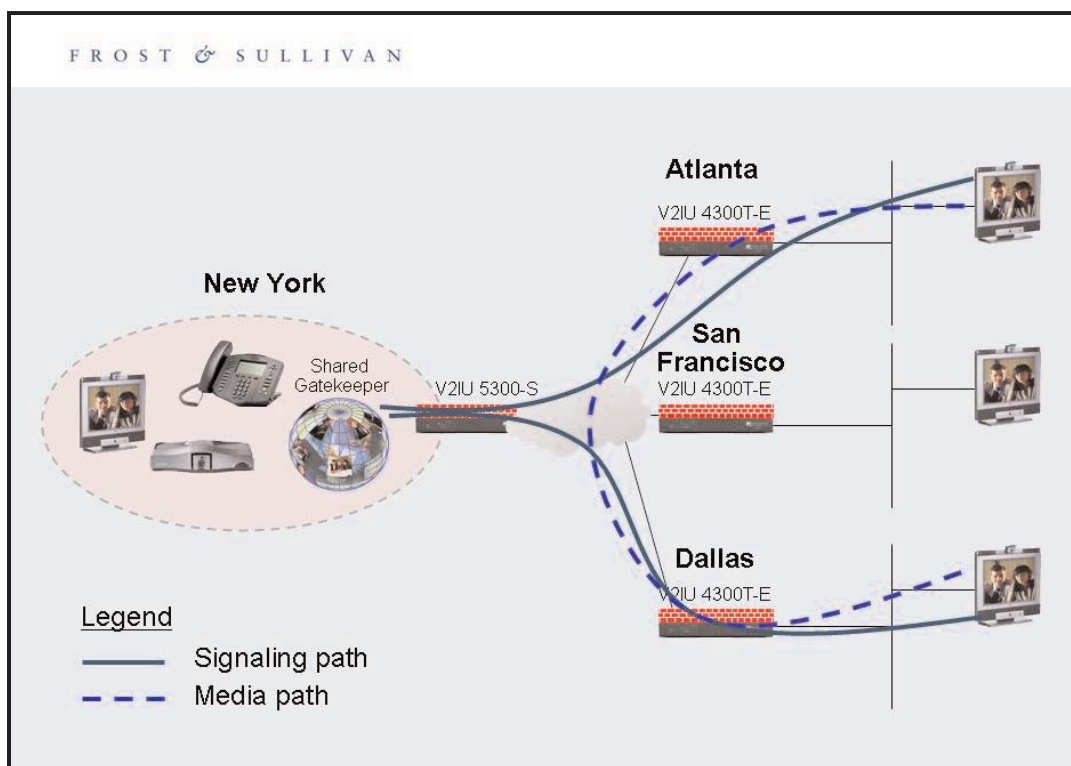 FROST & SULLIVAN
Atlanta
V2IU 4300T-E
New York
San
Francisco
Shared
Gatekeeper
V2IU 5300-S
V2IU 4300T-E
Dallas
V2IU 4300T-E
Legend
Signaling path
Media path